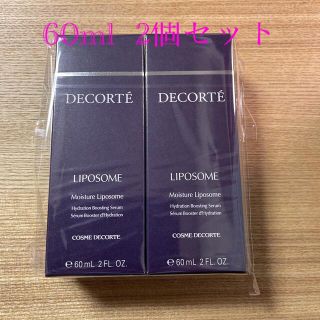 60ml 2個セット
DECORTÉ
LIPOSOME
Moisture Liposome
Hydration Boosting Serum
Sérum Booster d'Hydration
COSME DECORTE
℮ 60 mL 2 FL. OZ.
DECORTÉ
LIPOSOME
Moisture Liposome
Hydration Boosting Serum
Sérum Booster d'Hydration
COSME DECORTE
℮ 60 mL 2 FL. OZ.